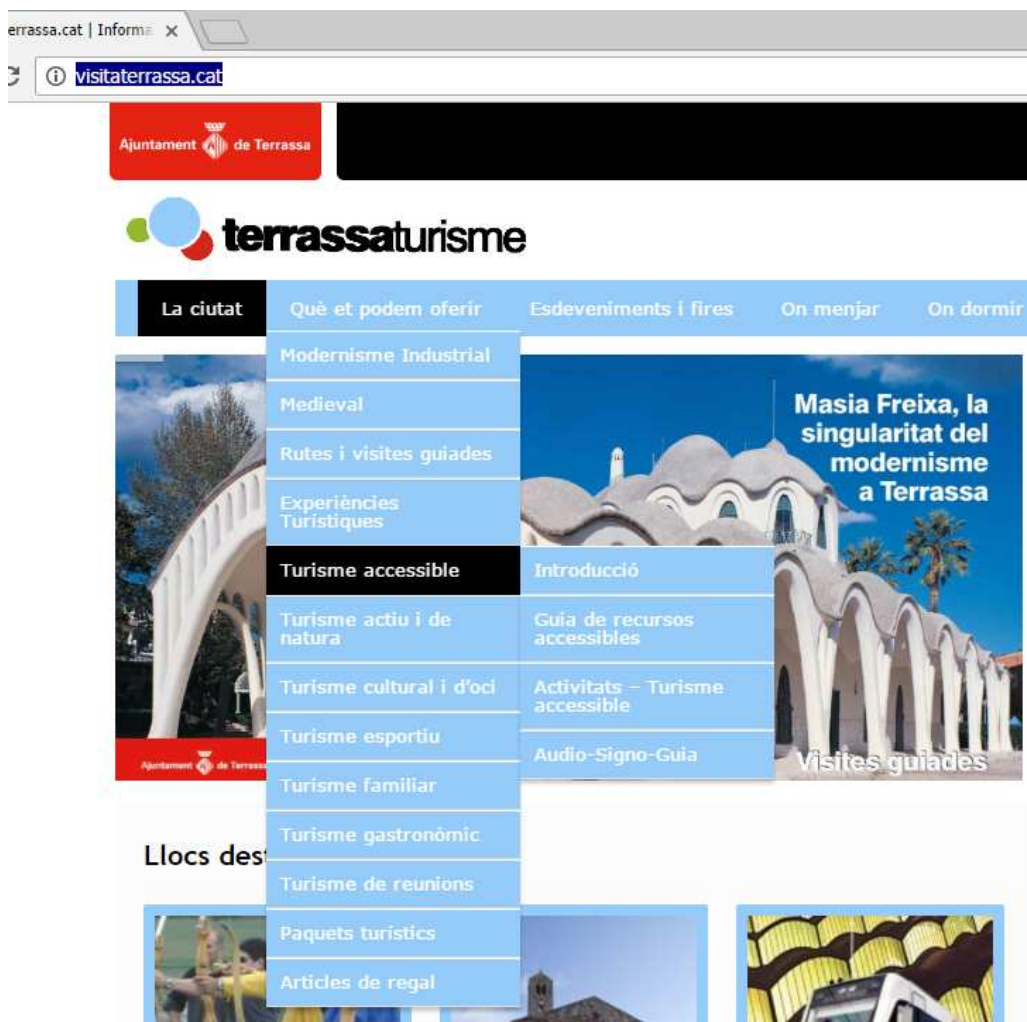 errassa.cat | Informa
visitaterrassa.cat
Ajuntament de Terrassa
terrassaturisme
La ciutat
Què et podem oferir
Esdeveniments i fires
On menjar
On dormir
Modernisme Industrial
Medieval
Rutes i visites guiades
Experiències
Turístiques
Turisme accessible
Turisme actiu i de
natura
Turisme cultural i d’oci
Turisme esportiu
Turisme familiar
Turisme gastronòmic
Turisme de reunions
Paquets turístics
Articles de regal
Introducció
Guia de recursos
accessibles
Activitats – Turisme
accessible
Audio-Signo-Guia
Masia Freixa, la
singularitat del
modernisme
a Terrassa
Visites guiades
Ajuntament de Terrassa
Llocs des